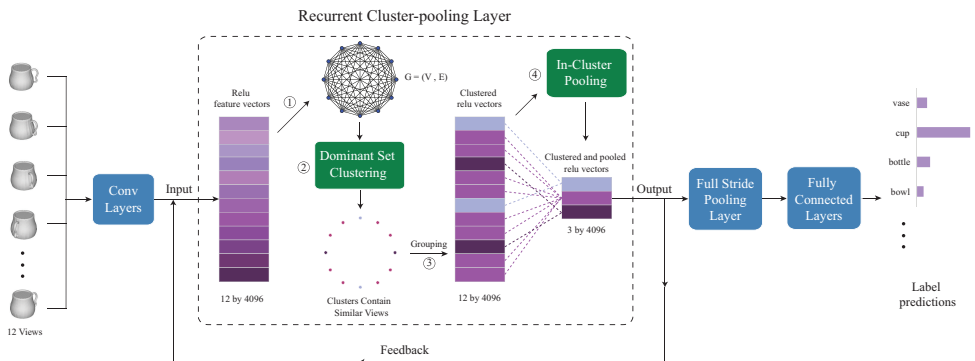 Recurrent Cluster-pooling Layer
12 Views
Conv
Layers
Input
Relu
feature vectors
12 by 4096
①
G = (V , E)
②
Dominant Set
Clustering
Clusters Contain
Similar Views
Grouping
③
Clustered
relu vectors
12 by 4096
④
In-Cluster
Pooling
Clustered and pooled
relu vectors
3 by 4096
Output
Feedback
Full Stride
Pooling
Layer
Fully
Connected
Layers
vase
cup
bottle
bowl
Label
predictions